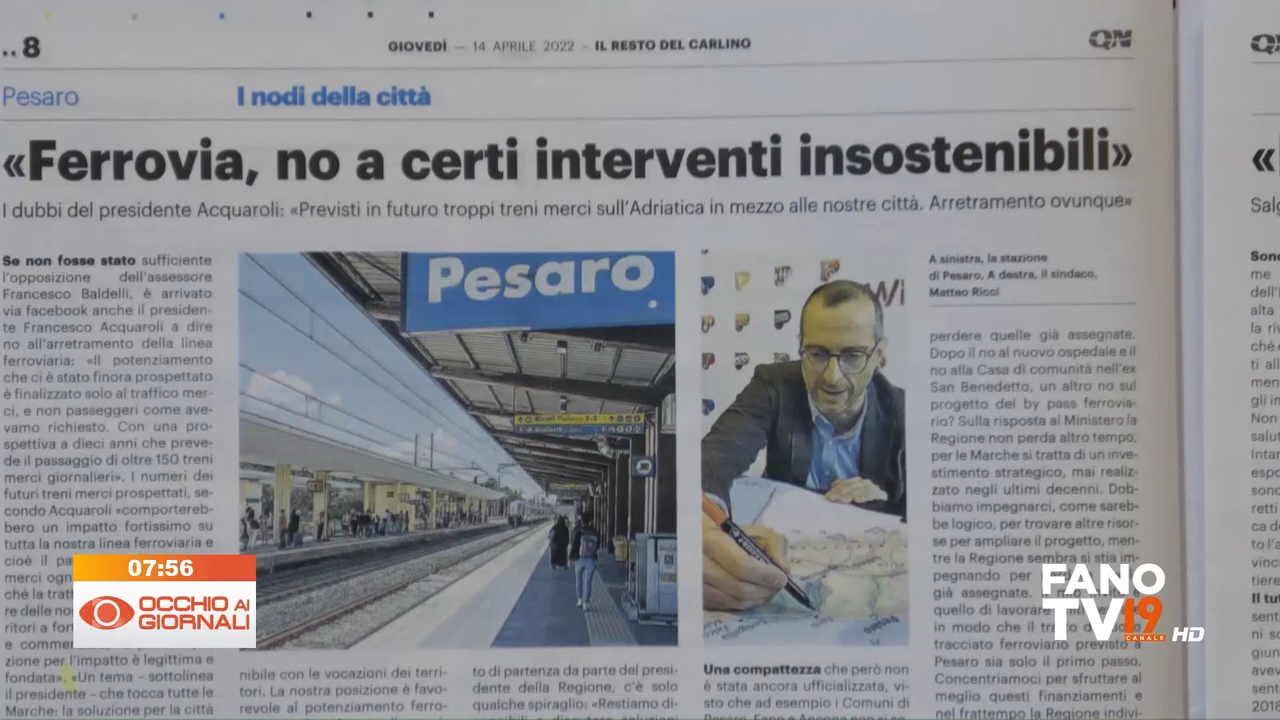 ..8
GIOVEDÌ — 14 APRILE 2022 – IL RESTO DEL CARLINO
QN
Pesaro
I nodi della città
«Ferrovia, no a certi interventi insostenibili»
I dubbi del presidente Acquaroli: «Previsti in futuro troppi treni merci sull'Adriatica in mezzo alle nostre città. Arretramento ovunque»
Se non fosse stato sufficiente
l'opposizione dell'assessore
Francesco Baldelli, è arrivato
via facebook anche il presiden-
te Francesco Acquaroli a dire
no all'arretramento della linea
ferroviaria: «Il potenziamento
che ci è stato finora prospettato
è finalizzato solo al traffico mer-
ci, e non passeggeri come ave-
vamo richiesto. Con una pro-
spettiva a dieci anni che preve-
de il passaggio di oltre 150 treni
merci giornalieri». I numeri dei
futuri treni merci prospettati, se-
condo Acquaroli «comportereb-
bero un impatto fortissimo su
tutta la nostra linea ferroviaria e
cioè il pa
merci ogn
ché la trat
re delle no
ritori a for
e commer
zione per l'impatto è legittima e
fondata». «Un tema – sottolinea
il presidente – che tocca tutte le
Marche: la soluzione per la città
Pesaro
nibile con le vocazioni dei terri-
tori. La nostra posizione è favo-
revole al potenziamento ferro-
to di partenza da parte del presi-
dente della Regione, c'è solo
qualche spiraglio: «Restiamo di-
Wi
Una compattezza che però non
è stata ancora ufficializzata, vi-
sto che ad esempio i Comuni di
Pesaro, Fano e Ancona non si so-
A sinistra, la stazione
di Pesaro. A destra, il sindaco,
Matteo Ricci
perdere quelle già assegnate.
Dopo il no al nuovo ospedale e il
no alla Casa di comunità nell'ex
San Benedetto, un altro no sul
progetto del by pass ferrovia-
rio? Sulla risposta al Ministero la
Regione non perda altro tempo,
per le Marche si tratta di un inve-
stimento strategico, mai realiz-
zato negli ultimi decenni. Dob-
biamo impegnarci, come sareb-
be logico, per trovare altre risor-
se per ampliare il progetto, men-
tre la Regione sembra si stia im-
pegnando per
già assegnate.
quello di lavorare
in modo che il
tracciato ferroviario previsto a
Pesaro sia solo il primo passo.
Concentriamoci per sfruttare al
meglio questi finanziamenti e
nel frattempo la Regione indivi-
07:56
OCCHIO AI
GIORNALI
FANO
TV 19
CANALE HD